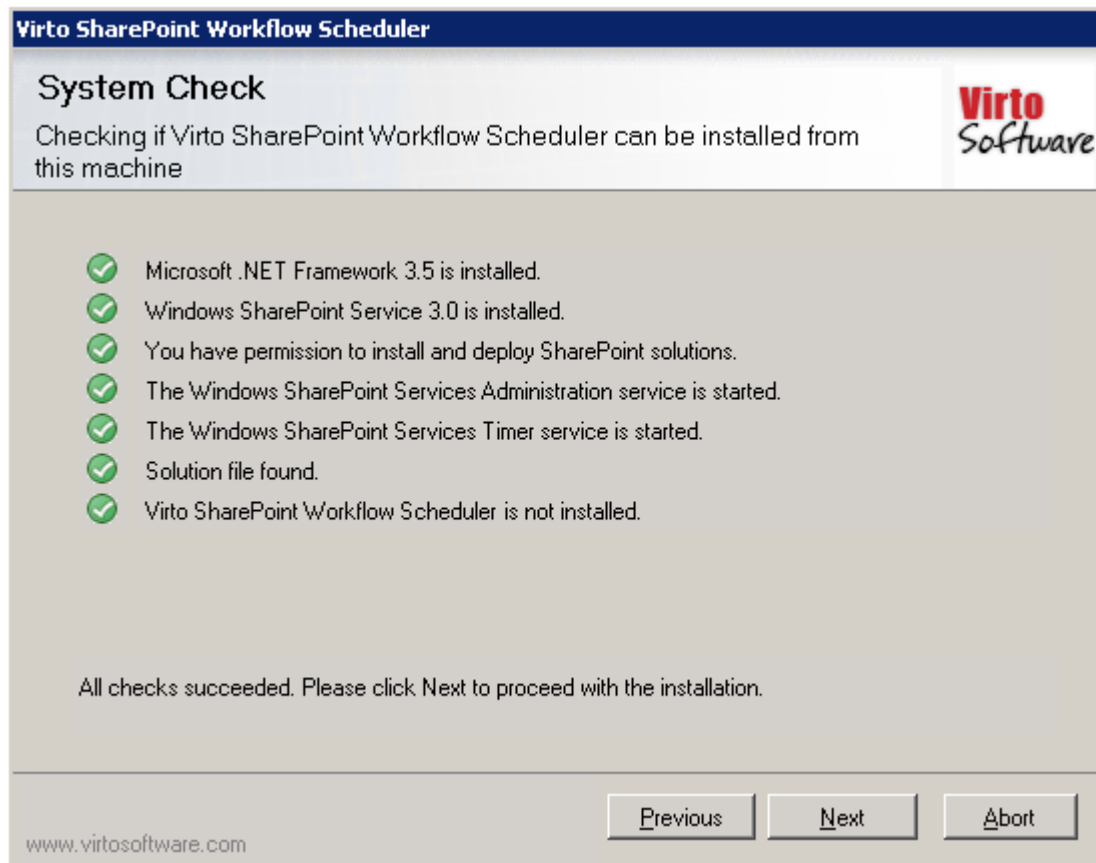 Virto SharePoint Workflow Scheduler
System Check
Checking if Virto SharePoint Workflow Scheduler can be installed from
this machine
Virto
Software
Microsoft .NET Framework 3.5 is installed.
Windows SharePoint Service 3.0 is installed.
You have permission to install and deploy SharePoint solutions.
The Windows SharePoint Services Administration service is started.
The Windows SharePoint Services Timer service is started.
Solution file found.
Virto SharePoint Workflow Scheduler is not installed.
All checks succeeded. Please click Next to proceed with the installation.
Previous
Next
Abort
www.virtosoftware.com